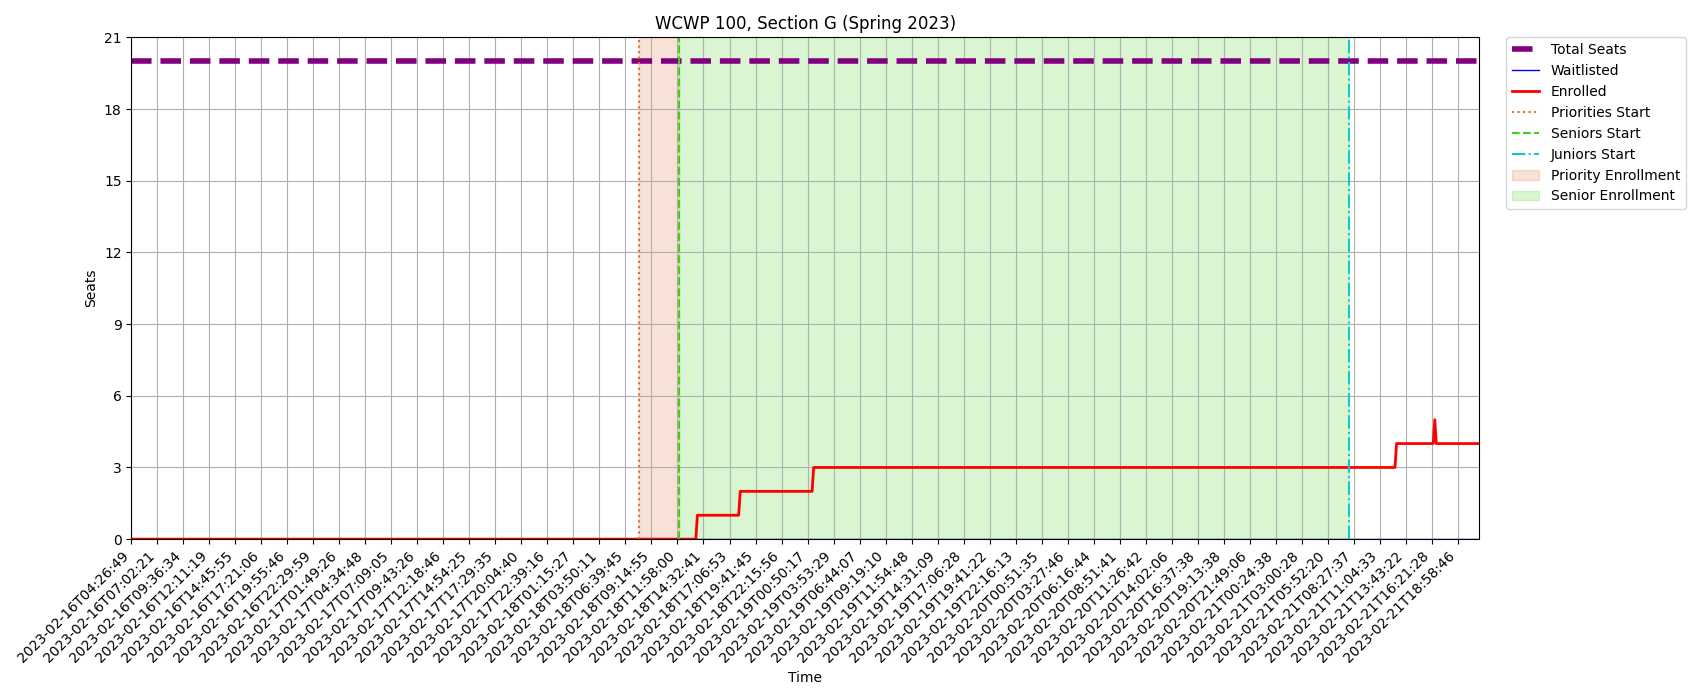 WCWP 100, Section G (Spring 2023)
21
18
15
12
9
6
3
0
Seats
2023-02-16T04:26:49
2023-02-16T07:02:21
2023-02-16T09:36:34
2023-02-16T12:11:19
2023-02-16T14:45:55
2023-02-16T17:21:06
2023-02-16T19:55:46
2023-02-16T22:29:59
2023-02-17T01:49:26
2023-02-17T04:34:48
2023-02-17T07:09:05
2023-02-17T09:43:26
2023-02-17T12:18:46
2023-02-17T14:54:25
2023-02-17T17:29:35
2023-02-17T20:04:40
2023-02-17T22:39:16
2023-02-18T01:15:27
2023-02-18T03:50:11
2023-02-18T06:39:45
2023-02-18T09:14:55
2023-02-18T11:58:00
2023-02-18T14:32:41
2023-02-18T17:06:53
2023-02-18T19:41:45
2023-02-18T22:15:56
2023-02-19T00:50:17
2023-02-19T03:53:29
2023-02-19T06:44:07
2023-02-19T09:19:10
2023-02-19T11:54:48
2023-02-19T14:31:09
2023-02-19T17:06:28
2023-02-19T19:41:22
2023-02-19T22:16:13
2023-02-20T00:51:35
2023-02-20T03:27:46
2023-02-20T06:16:44
2023-02-20T08:51:41
2023-02-20T11:26:42
2023-02-20T14:02:06
2023-02-20T16:37:38
2023-02-20T19:13:38
2023-02-20T21:49:06
2023-02-21T00:24:38
2023-02-21T03:00:28
2023-02-21T05:52:20
2023-02-21T08:27:37
2023-02-21T11:04:33
2023-02-21T13:43:22
2023-02-21T16:21:28
2023-02-21T18:58:46
Time
Total Seats
Waitlisted
Enrolled
Priorities Start
Seniors Start
Juniors Start
Priority Enrollment
Senior Enrollment